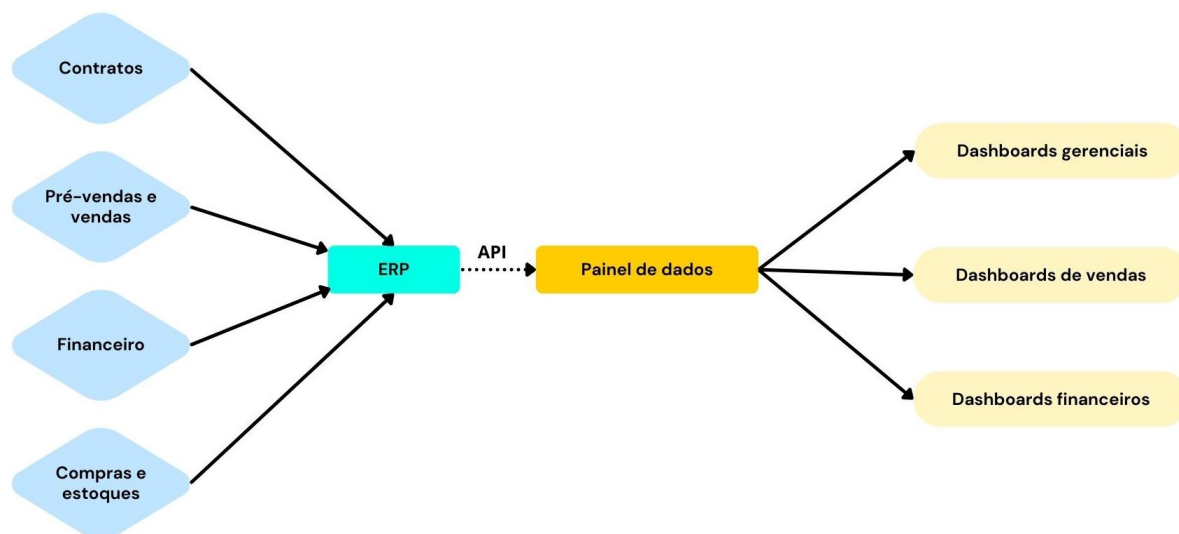 Contratos
Pré-vendas e
vendas
Financeiro
Compras e
estoques
ERP
API
Painel de dados
Dashboards gerenciais
Dashboards de vendas
Dashboards financeiros